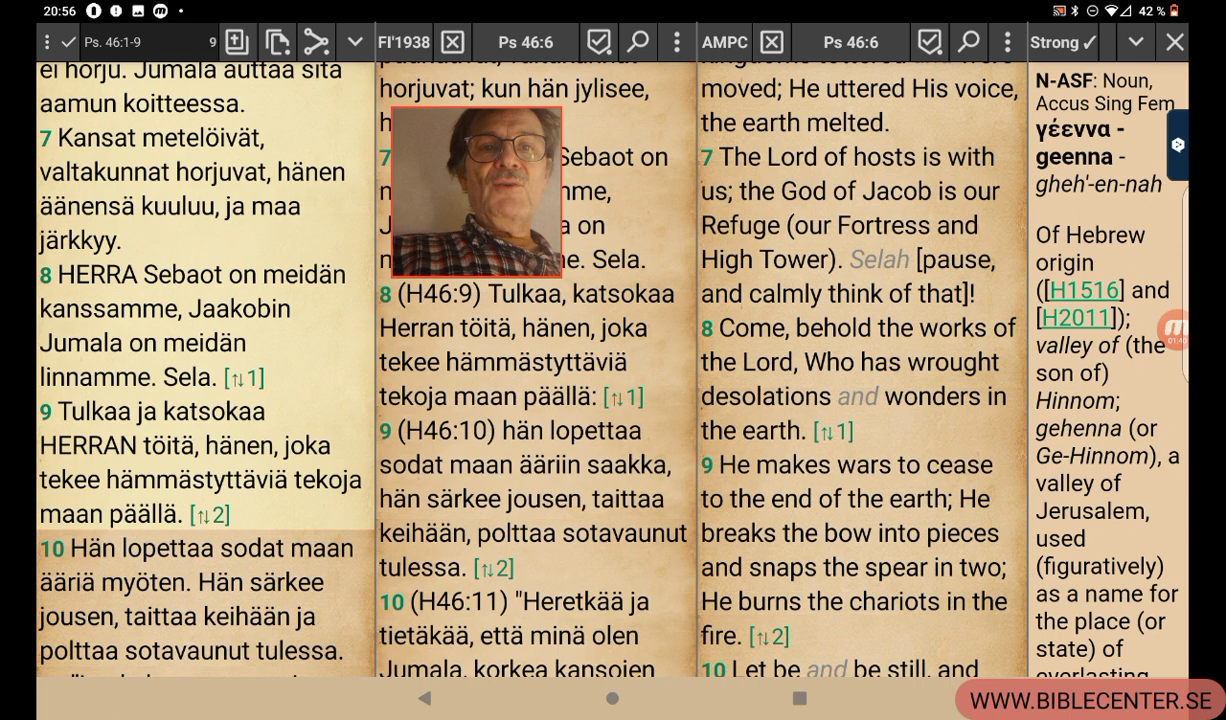 20:56
42 %
Ps. 46:1-9
9
FI'1938
Ps 46:6
AMPC
Ps 46:6
Strong ✓
ei horju. Jumala auttaa sitä
aamun koitteessa.
7 Kansat metelöivät,
valtakunnat horjuvat, hänen
äänensä kuuluu, ja maa
järkkyy.
8 HERRA Sebaot on meidän
kanssamme, Jaakobin
Jumala on meidän
linnamme. Sela. [↑↓1]
9 Tulkaa ja katsokaa
HERRAN töitä, hänen, joka
tekee hämmästyttäviä tekoja
maan päällä. [↑↓2]
10 Hän lopettaa sodat maan
ääriä myöten. Hän särkee
jousen, taittaa keihään ja
polttaa sotavaunut tulessa.
horjuvat; kun hän jylisee,
7
Sebaot on
on
Sela.
8 (H46:9) Tulkaa, katsokaa
Herran töitä, hänen, joka
tekee hämmästyttäviä
tekoja maan päällä: [↑↓1]
9 (H46:10) hän lopettaa
sodat maan ääriin saakka,
hän särkee jousen, taittaa
keihään, polttaa sotavaunut
tulessa. [↑↓2]
10 (H46:11) "Heretkää ja
tietäkää, että minä olen
Jumala, korkea kansojen
moved; He uttered His voice,
the earth melted.
7 The Lord of hosts is with
us; the God of Jacob is our
Refuge (our Fortress and
High Tower). Selah [pause,
and calmly think of that]!
8 Come, behold the works of
the Lord, Who has wrought
desolations and wonders in
the earth. [↑↓1]
9 He makes wars to cease
to the end of the earth; He
breaks the bow into pieces
and snaps the spear in two;
He burns the chariots in the
fire. [↑↓2]
10 Let be and be still, and
N-ASF: Noun,
Accus Sing Fem
γέεννα -
geenna -
gheh'-en-nah
Of Hebrew
origin
([H1516] and
[H2011]);
valley of (the
son of)
Hinnom;
gehenna (or
Ge-Hinnom), a
valley of
Jerusalem,
used
(figuratively)
as a name for
the place (or
state) of
everlasting
WWW.BIBLECENTER.SE